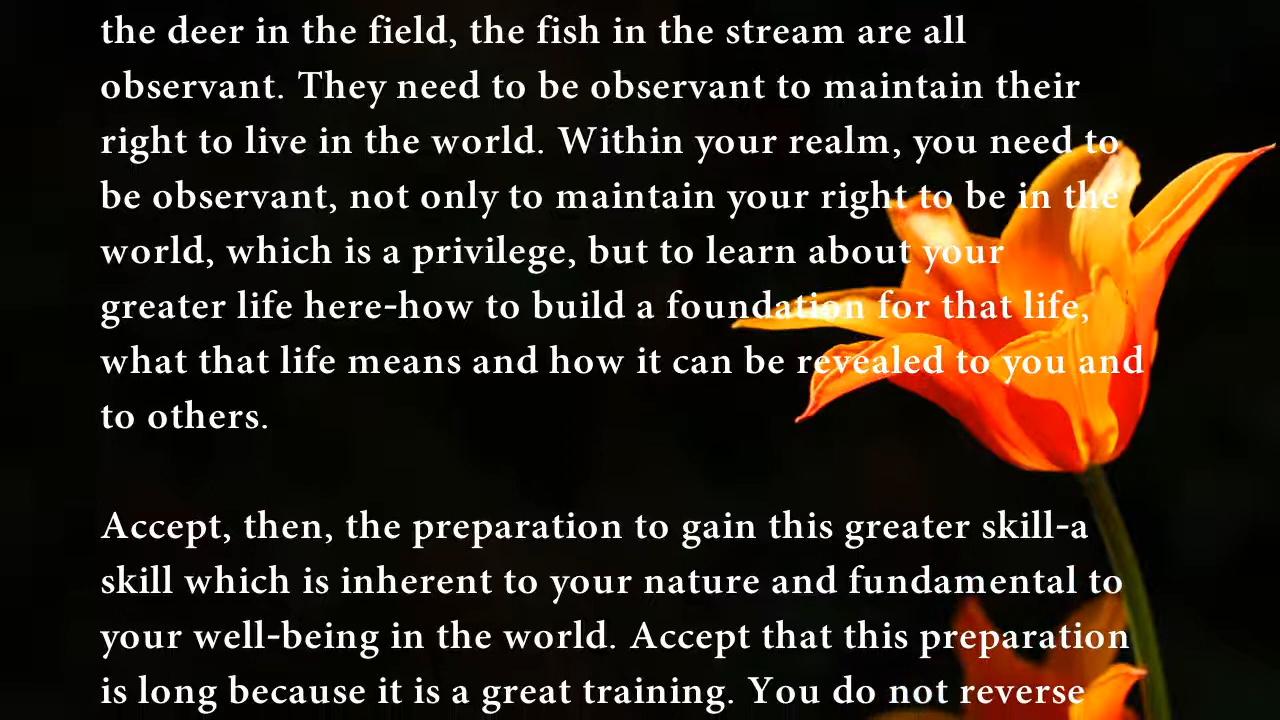 the deer in the field, the fish in the stream are all
observant. They need to be observant to maintain their
right to live in the world. Within your realm, you need to
be observant, not only to maintain your right to be in the
world, which is a privilege, but to learn about your
greater life here-how to build a foundation for that life,
what that life means and how it can be revealed to you and
to others.
Accept, then, the preparation to gain this greater skill-a
skill which is inherent to your nature and fundamental to
your well-being in the world. Accept that this preparation
is long because it is a great training. You do not reverse